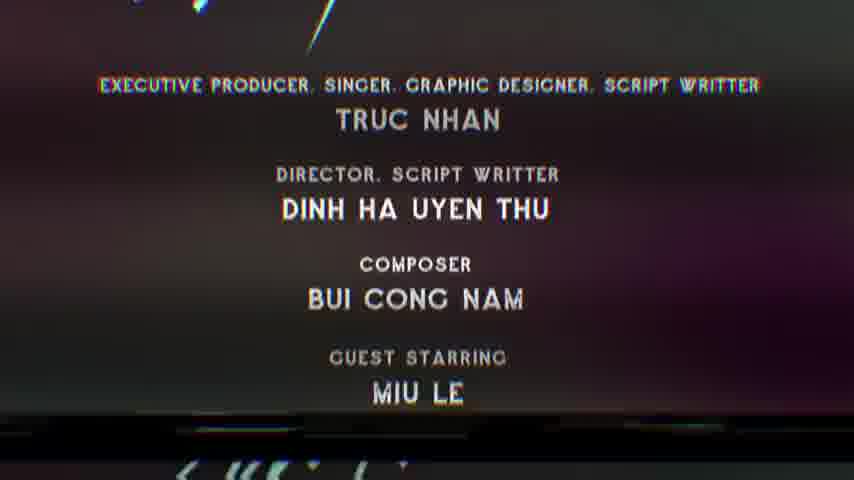 EXECUTIVE PRODUCER, SINGER, GRAPHIC DESIGNER, SCRIPT WRITTER
TRUC NHAN
DIRECTOR, SCRIPT WRITTER
DINH HA UYEN THU
COMPOSER
BUI CONG NAM
GUEST STARRING
MIU LE